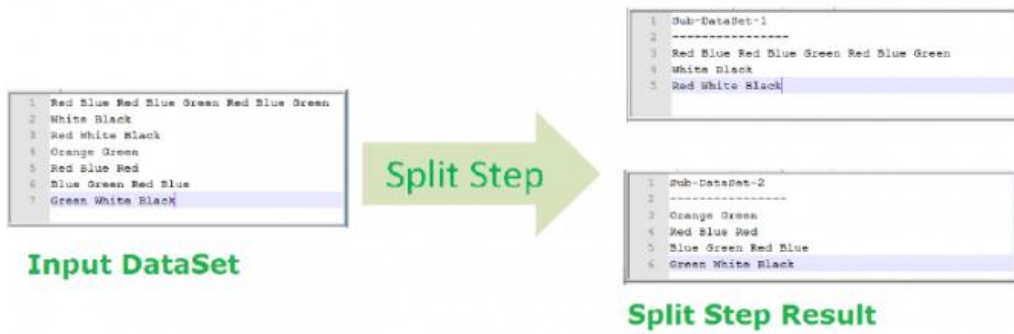 1 Red Blue Red Blue Green Red Blue Green
2 White Black
3 Red White Black
4 Orange Green
5 Red Blue Red
6 Blue Green Red Blue
7 Green White Black
Input DataSet
Split Step
1 Sub-DataSet-1
2 ----------------
3 Red Blue Red Blue Green Red Blue Green
4 White Black
5 Red White Black
1 Sub-DataSet-2
2 ----------------
3 Orange Green
4 Red Blue Red
5 Blue Green Red Blue
6 Green White Black
Split Step Result